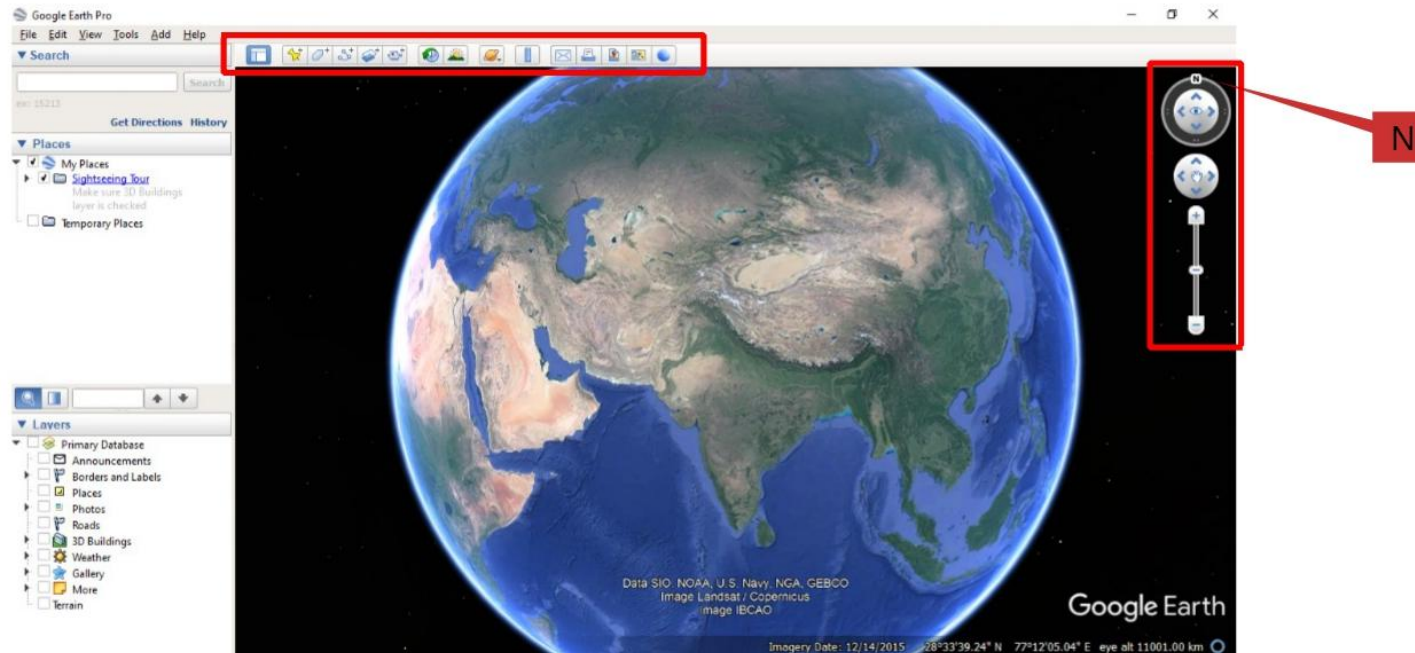 Google Earth Pro
File Edit View Tools Add Help
Search
Search
ex: 15213
Get Directions History
Places
My Places
Sightseeing Tour
Make sure 3D Buildings
layer is checked
Temporary Places
Layers
Primary Database
Announcements
Borders and Labels
Places
Photos
Roads
3D Buildings
Weather
Gallery
More
Terrain
N
N
Data SIO, NOAA, U.S. Navy, NGA, GEBCO
Image Landsat / Copernicus
Image IBCAO
Google Earth
Imagery Date: 12/14/2015 28°33'39.24" N 77°12'05.04" E eye alt 11001.00 km